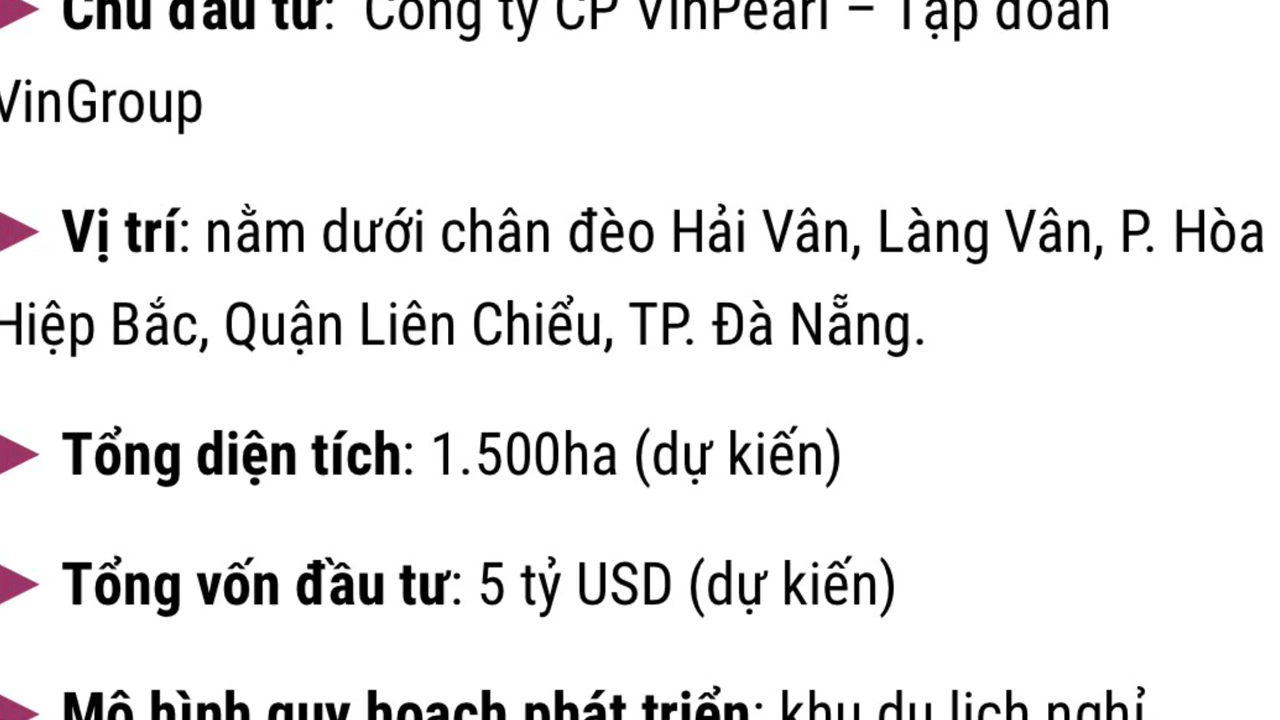 Chủ đầu tư: Công ty CP VinPearl – Tập đoàn
VinGroup
Vị trí: nằm dưới chân đèo Hải Vân, Làng Vân, P. Hòa
Hiệp Bắc, Quận Liên Chiểu, TP. Đà Nẵng.
Tổng diện tích: 1.500ha (dự kiến)
Tổng vốn đầu tư: 5 tỷ USD (dự kiến)
Mô hình quy hoạch phát triển: khu du lịch nghỉ